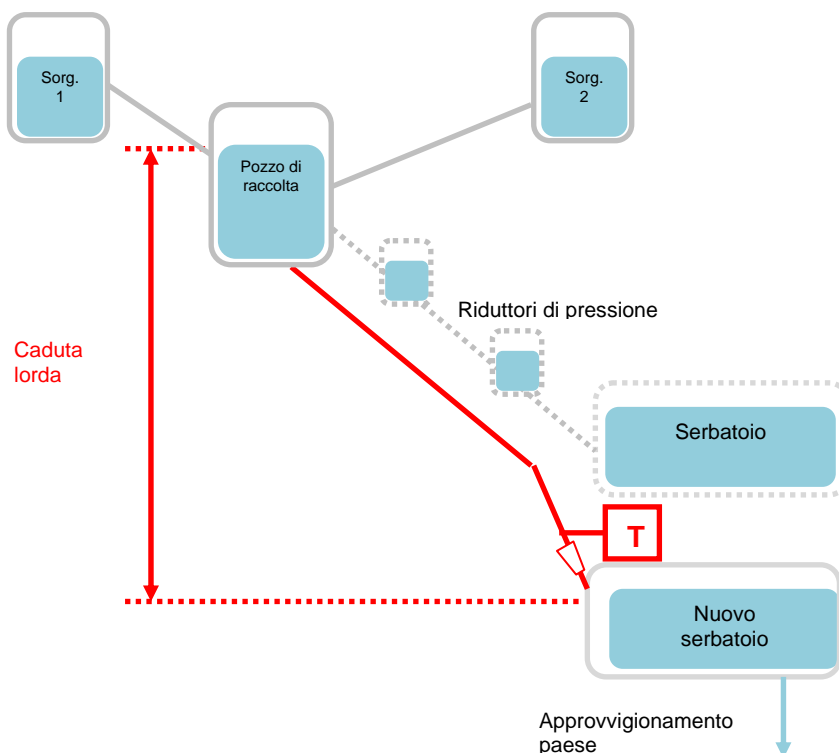 Sorg.
1
Sorg.
2
Pozzo di
raccolta
Riduttori di pressione
Caduta
lorda
Serbatoio
T
Nuovo
serbatoio
Approvvigionamento
paese